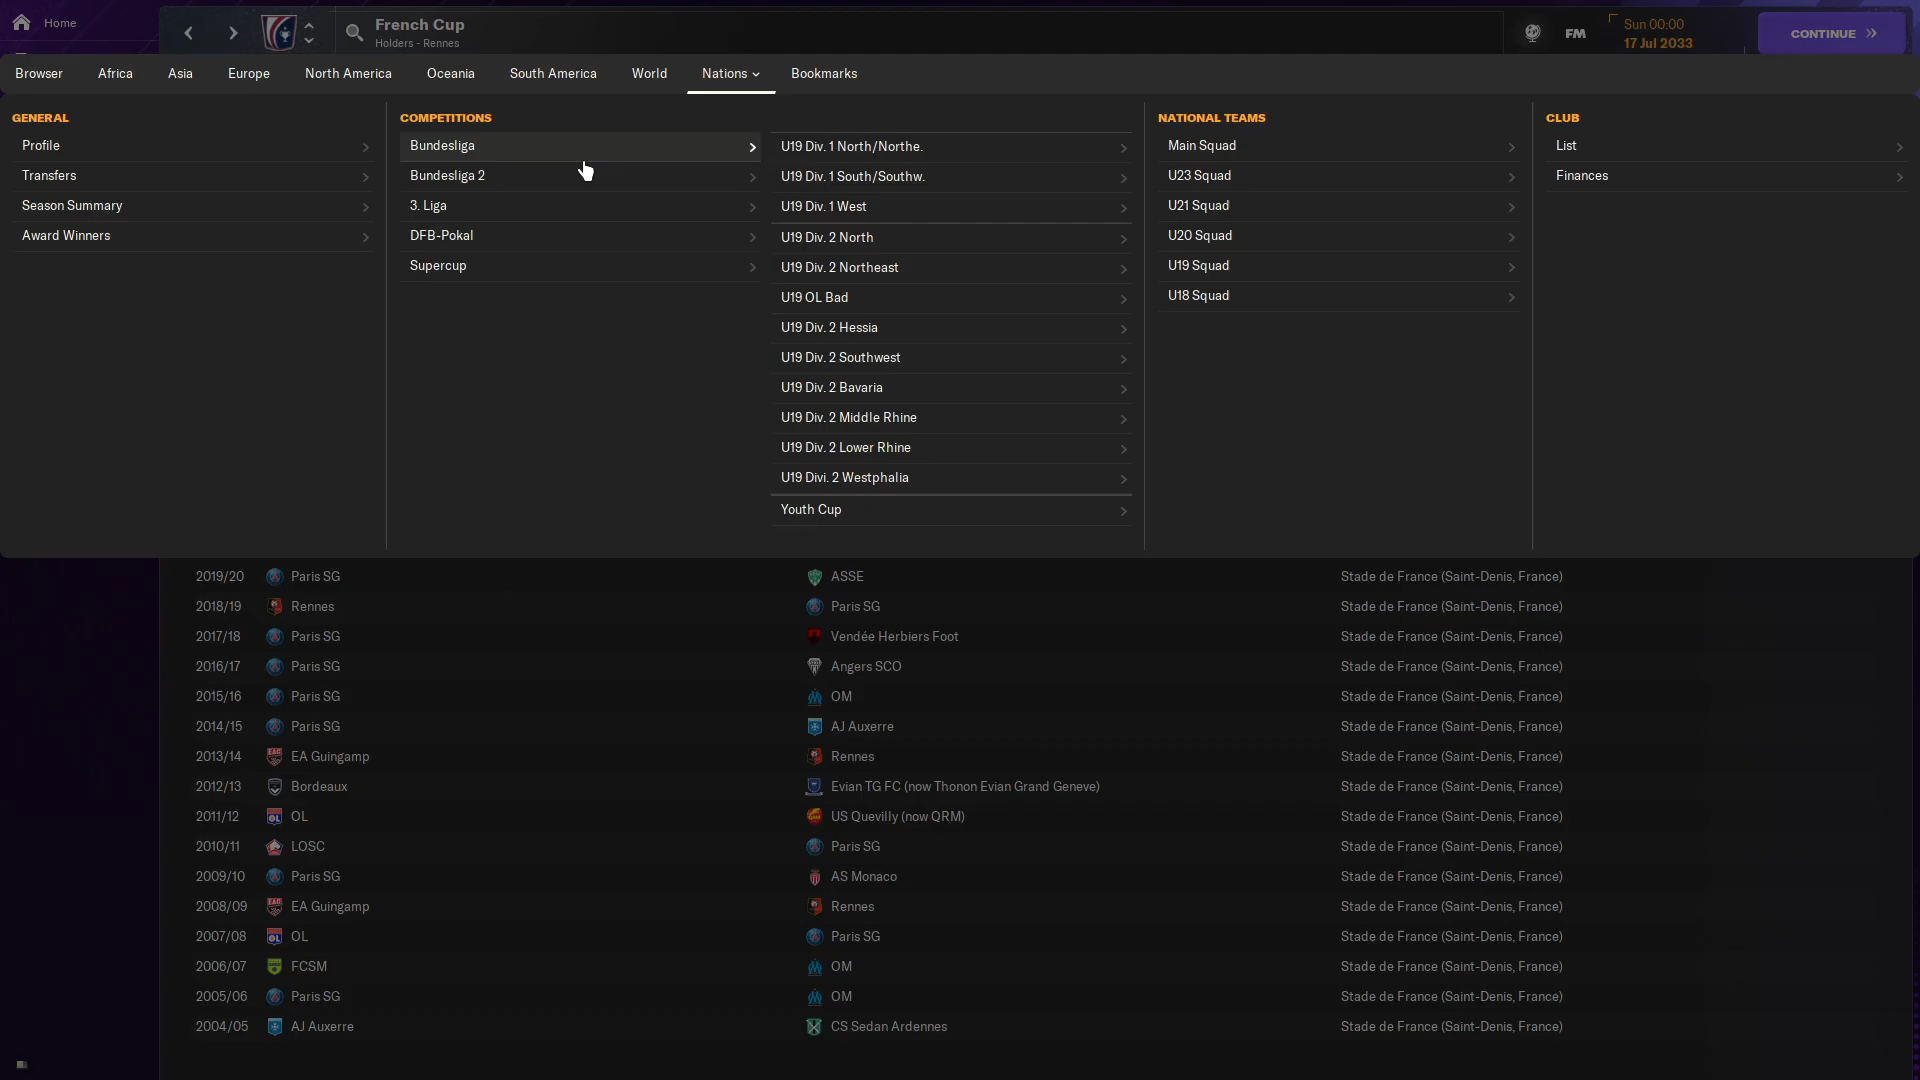 Home
French Cup
Holders - Rennes
FM
Sun 00:00
17 Jul 2033
CONTINUE
Browser Africa Asia Europe North America Oceania South America World Nations Bookmarks
GENERAL
Profile
Transfers
Season Summary
Award Winners
COMPETITIONS
Bundesliga
Bundesliga 2
3. Liga
DFB-Pokal
Supercup
U19 Div. 1 North/Northe.
U19 Div. 1 South/Southw.
U19 Div. 1 West
U19 Div. 2 North
U19 Div. 2 Northeast
U19 OL Bad
U19 Div. 2 Hessia
U19 Div. 2 Southwest
U19 Div. 2 Bavaria
U19 Div. 2 Middle Rhine
U19 Div. 2 Lower Rhine
U19 Divi. 2 Westphalia
Youth Cup
NATIONAL TEAMS
Main Squad
U23 Squad
U21 Squad
U20 Squad
U19 Squad
U18 Squad
CLUB
List
Finances
2019/20 Paris SG ASSE Stade de France (Saint-Denis, France)
2018/19 Rennes Paris SG Stade de France (Saint-Denis, France)
2017/18 Paris SG Vendée Herbiers Foot Stade de France (Saint-Denis, France)
2016/17 Paris SG Angers SCO Stade de France (Saint-Denis, France)
2015/16 Paris SG OM Stade de France (Saint-Denis, France)
2014/15 Paris SG AJ Auxerre Stade de France (Saint-Denis, France)
2013/14 EA Guingamp Rennes Stade de France (Saint-Denis, France)
2012/13 Bordeaux Evian TG FC (now Thonon Evian Grand Geneve) Stade de France (Saint-Denis, France)
2011/12 OL US Quevilly (now QRM) Stade de France (Saint-Denis, France)
2010/11 LOSC Paris SG Stade de France (Saint-Denis, France)
2009/10 Paris SG AS Monaco Stade de France (Saint-Denis, France)
2008/09 EA Guingamp Rennes Stade de France (Saint-Denis, France)
2007/08 OL Paris SG Stade de France (Saint-Denis, France)
2006/07 FCSM OM Stade de France (Saint-Denis, France)
2005/06 Paris SG OM Stade de France (Saint-Denis, France)
2004/05 AJ Auxerre CS Sedan Ardennes Stade de France (Saint-Denis, France)